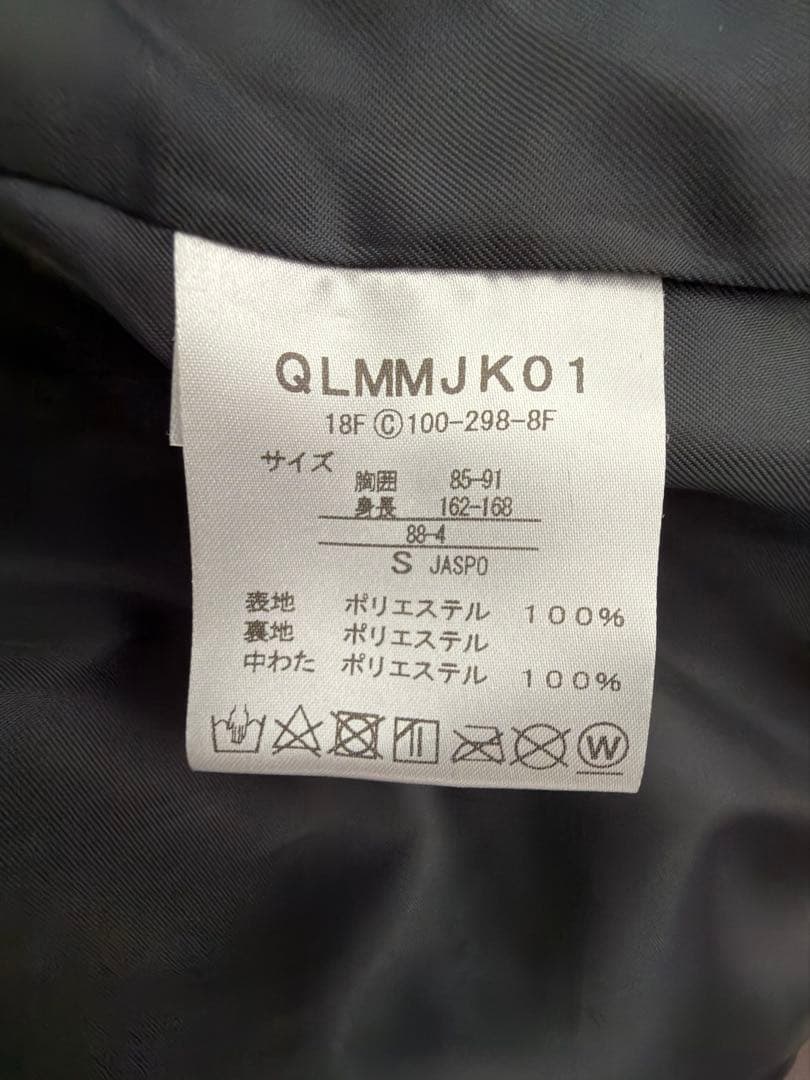 QLMMJK01
18F Ⓒ100-298-8F
サイズ
胸囲 85-91
身長 162-168
88-4
S JASPO
表地 ポリエステル 100%
裏地 ポリエステル
中わた ポリエステル 100%
W